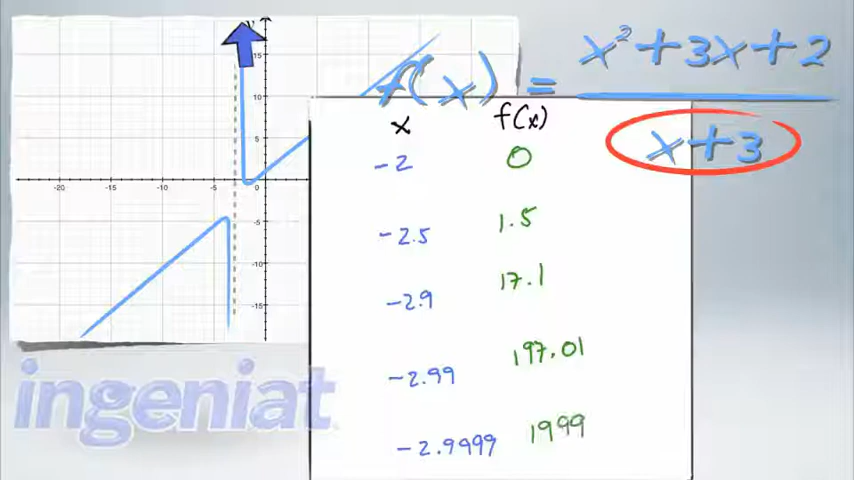 f(x) = x² + 3x + 2
x + 3
x f(x)
-2 0
-2.5 1.5
-2.9 17.1
-2.99 197.01
-2.9999 1999
15
10
5
-20 -15 -10 -5 0
-5
-10
-15
ingeniat